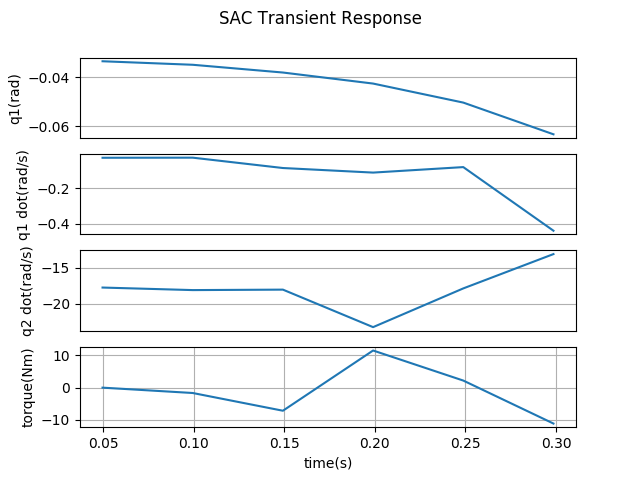 SAC Transient Response
q1(rad)
−0.04
−0.06
q1 dot(rad/s)
−0.2
−0.4
q2 dot(rad/s)
−15
−20
torque(Nm)
10
0
−10
0.05 0.10 0.15 0.20 0.25 0.30
time(s)